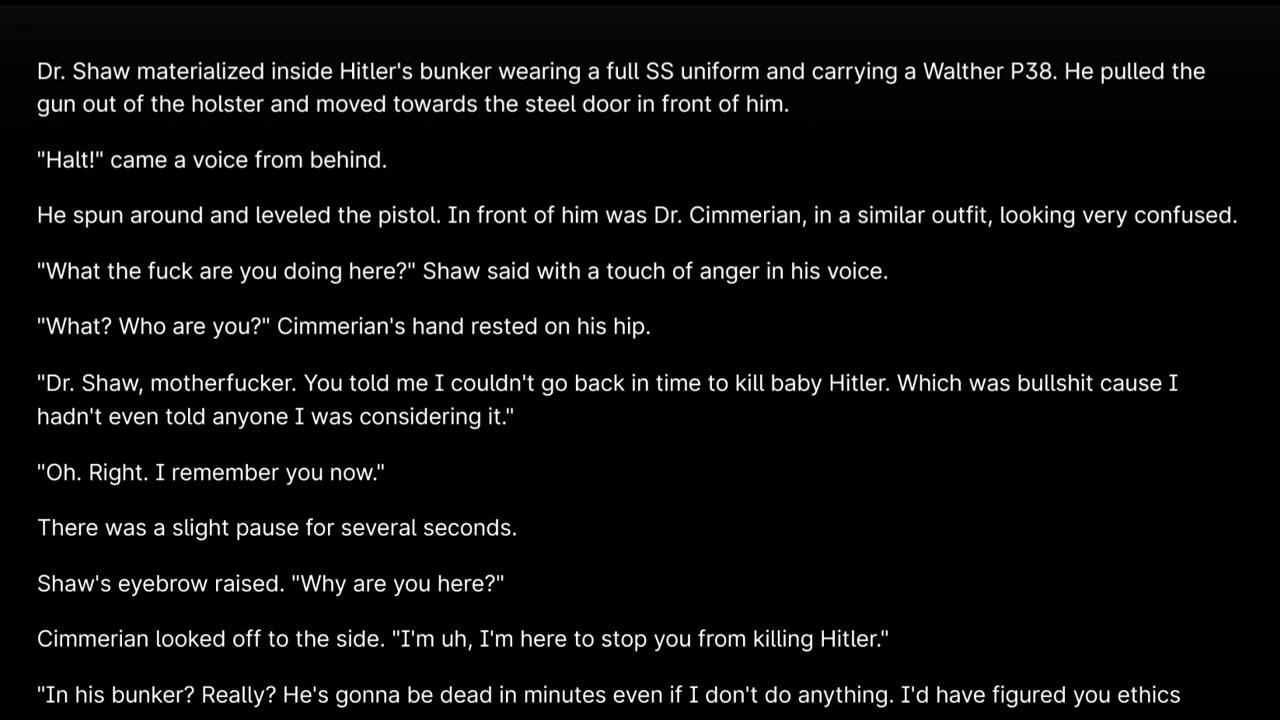 Dr. Shaw materialized inside Hitler's bunker wearing a full SS uniform and carrying a Walther P38. He pulled the
gun out of the holster and moved towards the steel door in front of him.
"Halt!" came a voice from behind.
He spun around and leveled the pistol. In front of him was Dr. Cimmerian, in a similar outfit, looking very confused.
"What the fuck are you doing here?" Shaw said with a touch of anger in his voice.
"What? Who are you?" Cimmerian's hand rested on his hip.
"Dr. Shaw, motherfucker. You told me I couldn't go back in time to kill baby Hitler. Which was bullshit cause I
hadn't even told anyone I was considering it."
"Oh. Right. I remember you now."
There was a slight pause for several seconds.
Shaw's eyebrow raised. "Why are you here?"
Cimmerian looked off to the side. "I'm uh, I'm here to stop you from killing Hitler."
"In his bunker? Really? He's gonna be dead in minutes even if I don't do anything. I'd have figured you ethics